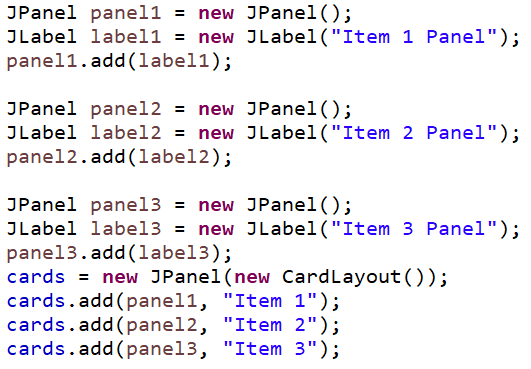 JPanel panel1 = new JPanel();
JLabel label1 = new JLabel("Item 1 Panel");
panel1.add(label1);

JPanel panel2 = new JPanel();
JLabel label2 = new JLabel("Item 2 Panel");
panel2.add(label2);

JPanel panel3 = new JPanel();
JLabel label3 = new JLabel("Item 3 Panel");
panel3.add(label3);
cards = new JPanel(new CardLayout());
cards.add(panel1, "Item 1");
cards.add(panel2, "Item 2");
cards.add(panel3, "Item 3");